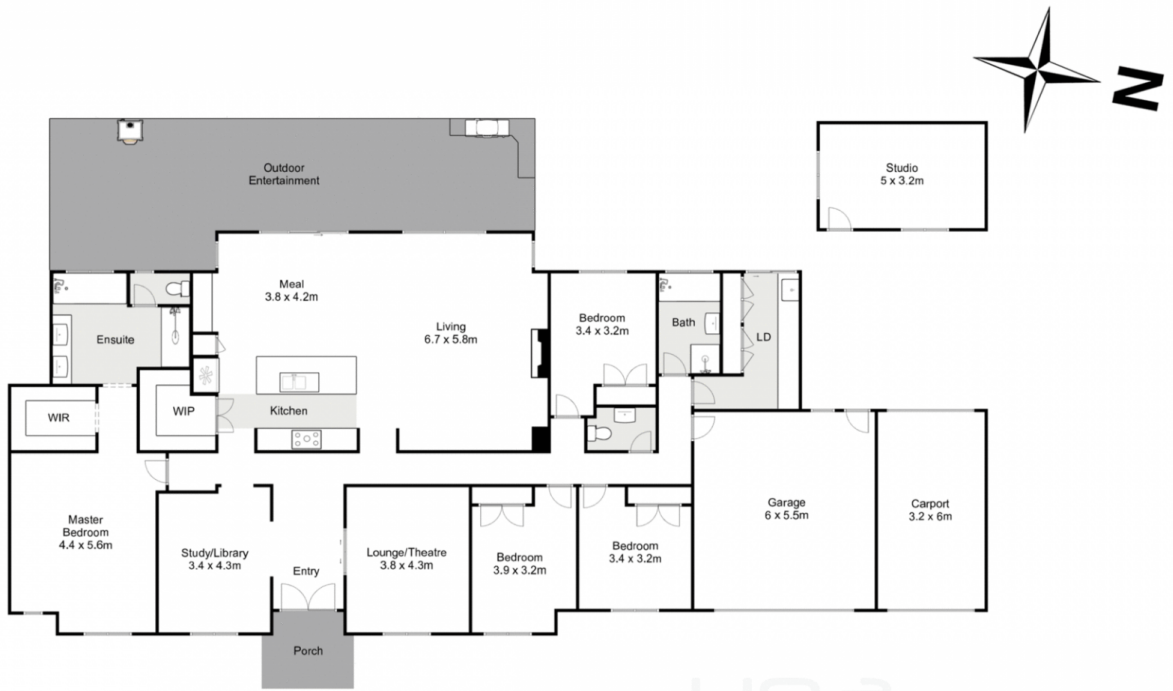 N
Studio
5 x 3.2m
Outdoor
Entertainment
Meal
3.8 x 4.2m
Living
6.7 x 5.8m
Bedroom
3.4 x 3.2m
Bath
LD
Ensuite
WIR
WIP
Kitchen
Master
Bedroom
4.4 x 5.6m
Study/Library
3.4 x 4.3m
Entry
Lounge/Theatre
3.8 x 4.3m
Bedroom
3.9 x 3.2m
Bedroom
3.4 x 3.2m
Garage
6 x 5.5m
Carport
3.2 x 6m
Porch